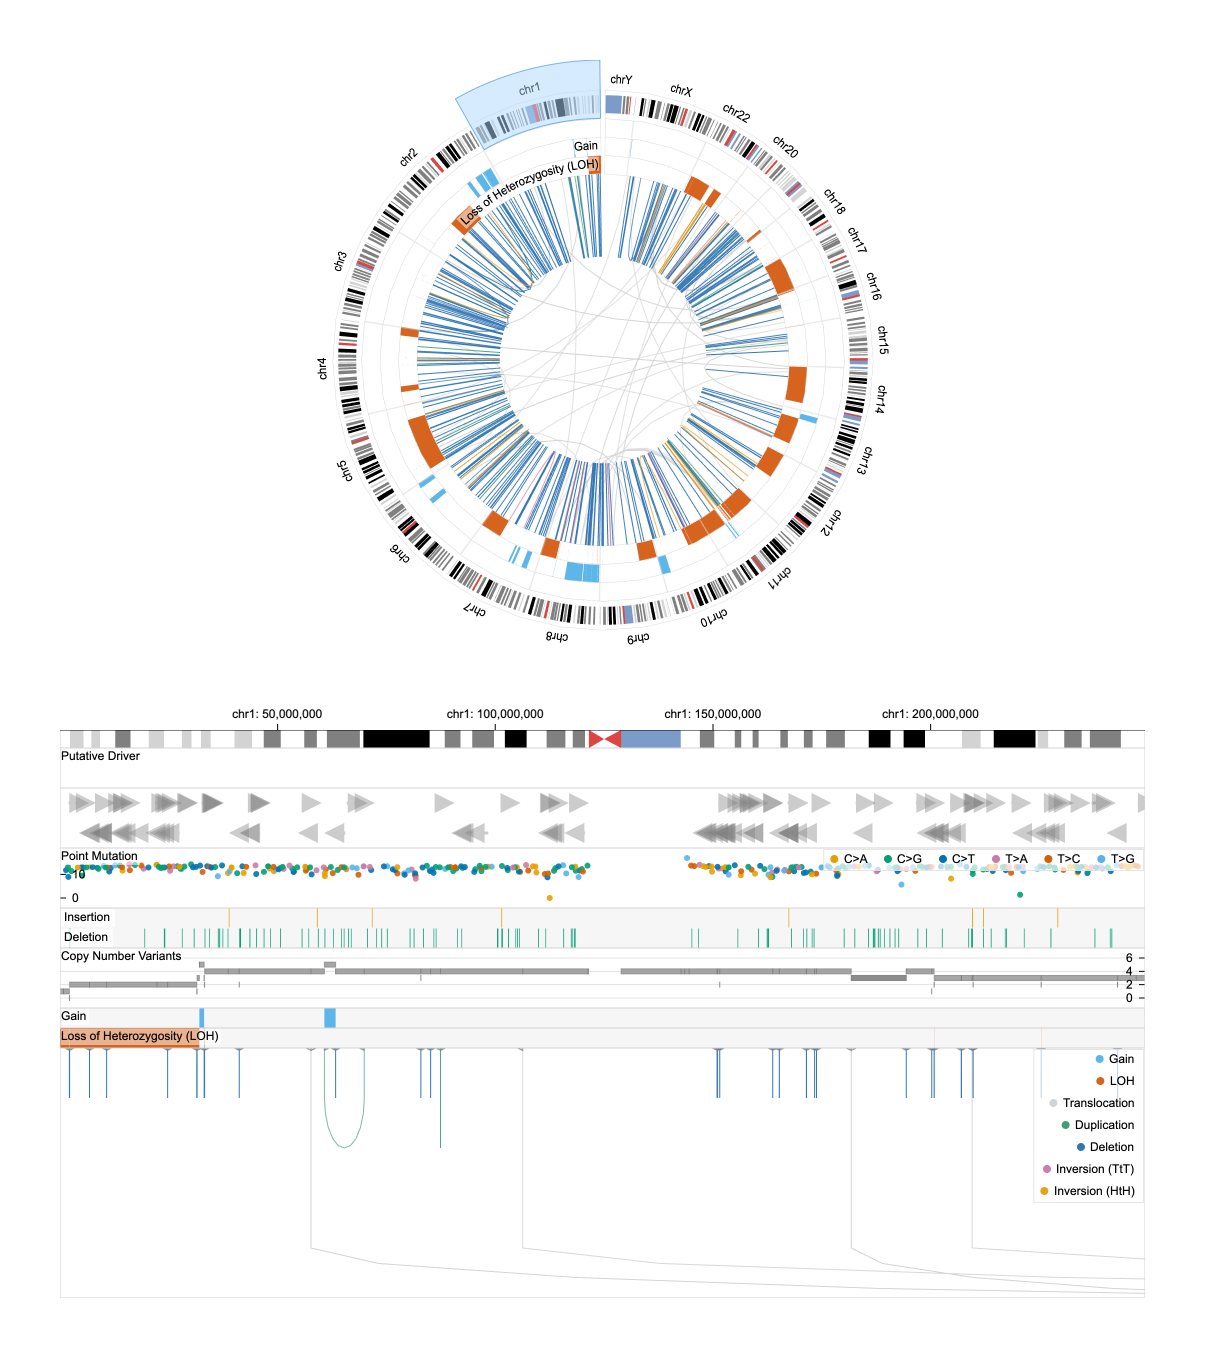 chrY
chrX
chr22
chr20
chr18
chr17
chr16
chr15
chr14
chr13
chr12
chr11
chr10
chr9
chr8
chr7
chr6
chr5
chr4
chr3
chr2
chr1
Gain
Loss of Heterozygosity (LOH)
chr1: 50,000,000
chr1: 100,000,000
chr1: 150,000,000
chr1: 200,000,000
Putative Driver
Point Mutation
C>A
C>G
C>T
T>A
T>C
T>G
10
0
Insertion
Deletion
Copy Number Variants
6
4
2
0
Gain
Loss of Heterozygosity (LOH)
Gain
LOH
Translocation
Duplication
Deletion
Inversion (TtT)
Inversion (HtH)